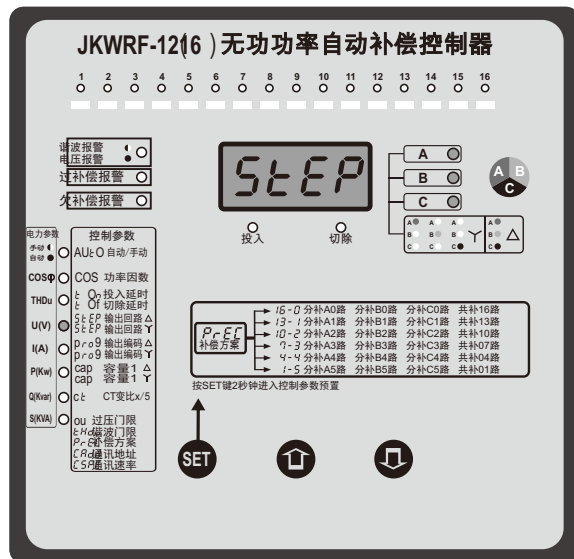 JKWRF-12(16)无功功率自动补偿控制器
1 2 3 4 5 6 7 8 9 10 11 12 13 14 15 16
谐波报警
电压报警
过补偿报警
欠补偿报警
StEP
投入 切除
A
B
C
A B C
A A A A
B B B B
C C C C
电力参数
手动
自动
COSΦ
THDu
U(V)
I(A)
P(Kw)
Q(Kvar)
S(KVA)
控制参数
AUtO 自动/手动
COS 功率因数
t On 投入延时
t Of 切除延时
StEP 输出回路 △
StEP 输出回路 Y
pro9 输出编码 △
pro9 输出编码 Y
cap 容量1 △
cap 容量1 Y
ct CT变比x/5
ou 过压门限
tHd 谐波门限
PrE 补偿方案
CAd 通讯地址
CSP 通讯速率
PrEC
补偿方案
16-0 分补A0路 分补B0路 分补C0路 共补16路
13-1 分补A1路 分补B1路 分补C1路 共补13路
10-2 分补A2路 分补B2路 分补C2路 共补10路
7-3 分补A3路 分补B3路 分补C3路 共补07路
4-4 分补A4路 分补B4路 分补C4路 共补04路
1-5 分补A5路 分补B5路 分补C5路 共补01路
按SET键2秒钟进入控制参数预置
SET